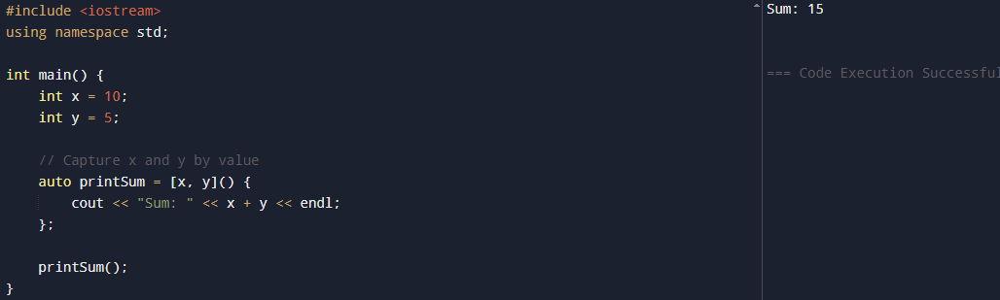 #include <iostream>
using namespace std;
int main() {
    int x = 10;
    int y = 5;
    // Capture x and y by value
    auto printSum = [x, y]() {
        cout << "Sum: " << x + y << endl;
    };
    printSum();
}
Sum: 15
=== Code Execution Successful